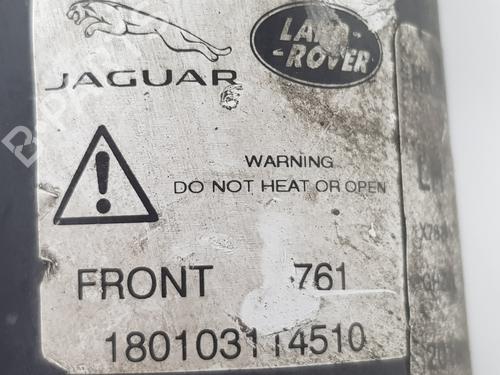 JAGUAR
LAND-
-ROVER
WARNING
DO NOT HEAT OR OPEN
FRONT 761
180103114510